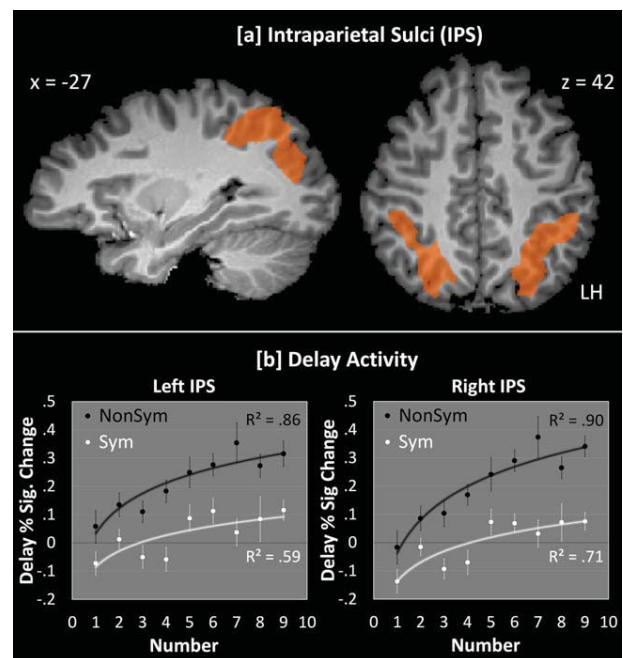 [a] Intraparietal Sulci (IPS)
x = -27
z = 42
LH
[b] Delay Activity
Left IPS
Right IPS
Delay % Sig. Change
.5
.4
.3
.2
.1
0
-.1
-.2
NonSym
Sym
R² = .86
R² = .59
0 1 2 3 4 5 6 7 8 9 10
Number
Delay % Sig Change
.5
.4
.3
.2
.1
0
-.1
-.2
NonSym
Sym
R² = .90
R² = .71
0 1 2 3 4 5 6 7 8 9 10
Number